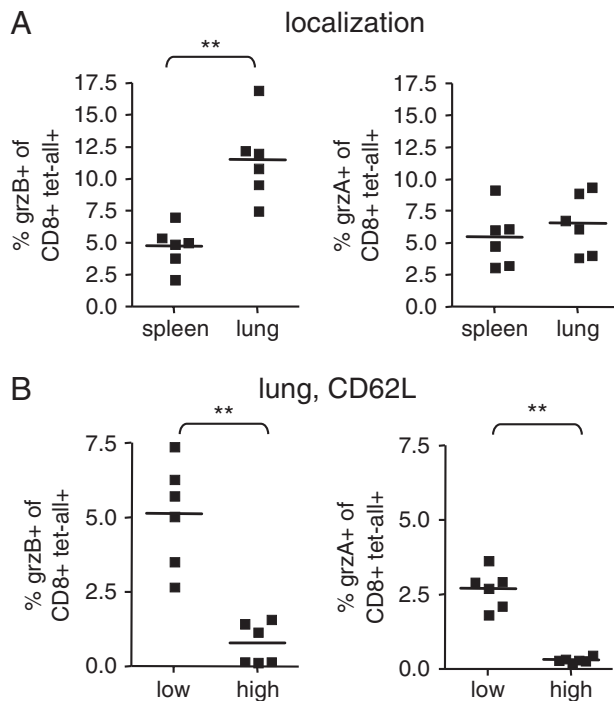 A
localization
**
17.5
15.0
12.5
10.0
7.5
5.0
2.5
0.0
% grzB+ of
CD8+ tet-all+
spleen
lung
17.5
15.0
12.5
10.0
7.5
5.0
2.5
0.0
% grzA+ of
CD8+ tet-all+
spleen
lung
B
lung, CD62L
**
7.5
5.0
2.5
0.0
% grzB+ of
CD8+ tet-all+
low
high
**
7.5
5.0
2.5
0.0
% grzA+ of
CD8+ tet-all+
low
high